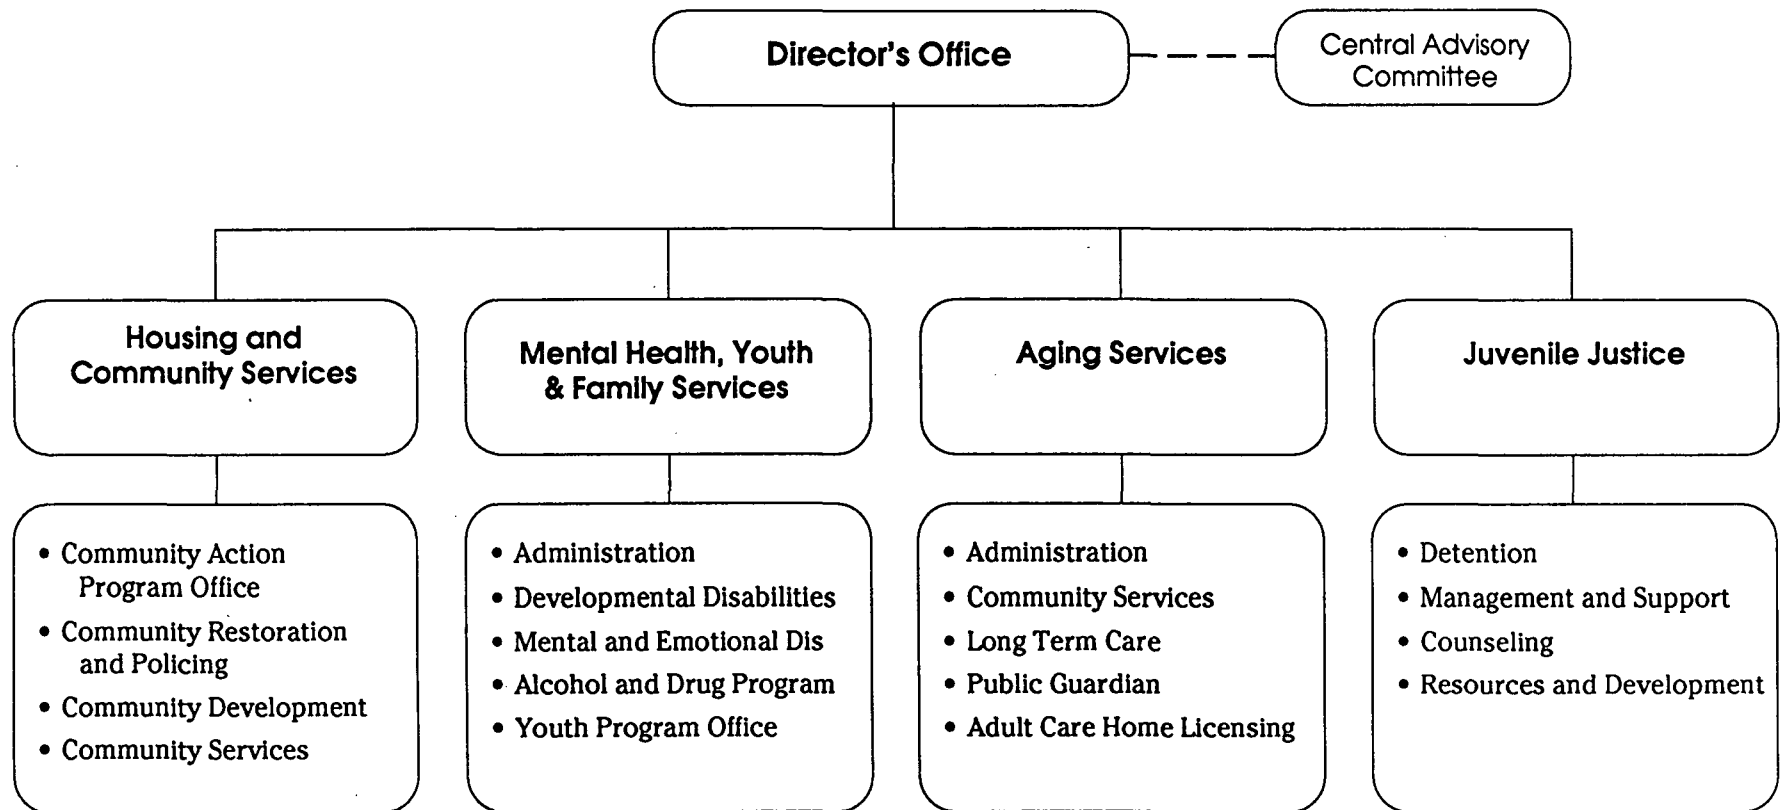 Director's Office
Central Advisory
Committee
Housing and
Community Services
Mental Health, Youth
& Family Services
Aging Services
Juvenile Justice
• Community Action
Program Office
• Community Restoration
and Policing
• Community Development
• Community Services
• Administration
• Developmental Disabilities
• Mental and Emotional Dis
• Alcohol and Drug Program
• Youth Program Office
• Administration
• Community Services
• Long Term Care
• Public Guardian
• Adult Care Home Licensing
• Detention
• Management and Support
• Counseling
• Resources and Development